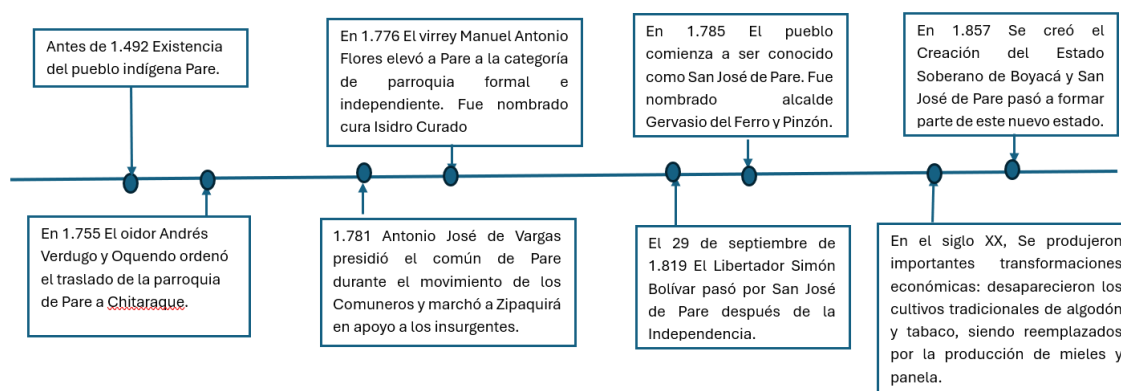 Antes de 1.492 Existencia
del pueblo indígena Pare.
En 1.776 El virrey Manuel Antonio
Flores elevó a Pare a la categoría
de parroquia formal e
independiente. Fue nombrado
cura Isidro Curado
En 1.785 El pueblo
comienza a ser conocido
como San José de Pare. Fue
nombrado alcalde
Gervasio del Ferro y Pinzón.
En 1.857 Se creó el
Creación del Estado
Soberano de Boyacá y San
José de Pare pasó a formar
parte de este nuevo estado.
En 1.755 El oidor Andrés
Verdugo y Oquendo ordenó
el traslado de la parroquia
de Pare a Chitaraque.
1.781 Antonio José de Vargas
presidió el común de Pare
durante el movimiento de los
Comuneros y marchó a Zipaquirá
en apoyo a los insurgentes.
El 29 de septiembre de
1.819 El Libertador Simón
Bolívar pasó por San José
de Pare después de la
Independencia.
En el siglo XX, Se produjeron
importantes transformaciones
económicas: desaparecieron los
cultivos tradicionales de algodón
y tabaco, siendo reemplazados
por la producción de mieles y
panela.